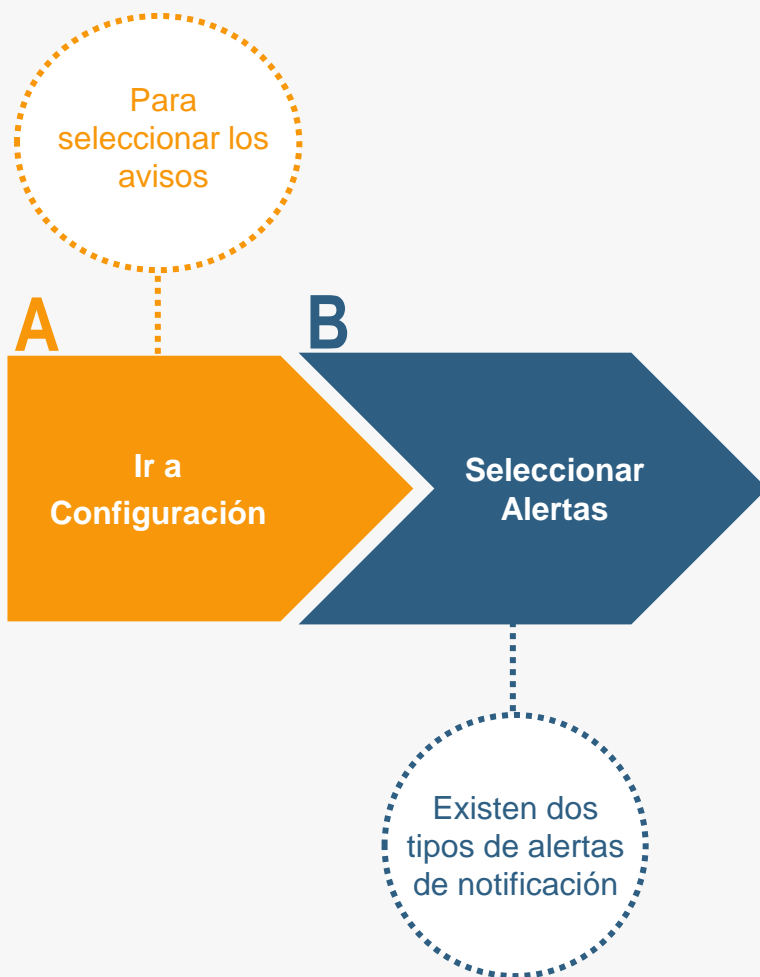 Para
seleccionar los
avisos
A
Ir a
Configuración
B
Seleccionar
Alertas
Existen dos
tipos de alertas
de notificación